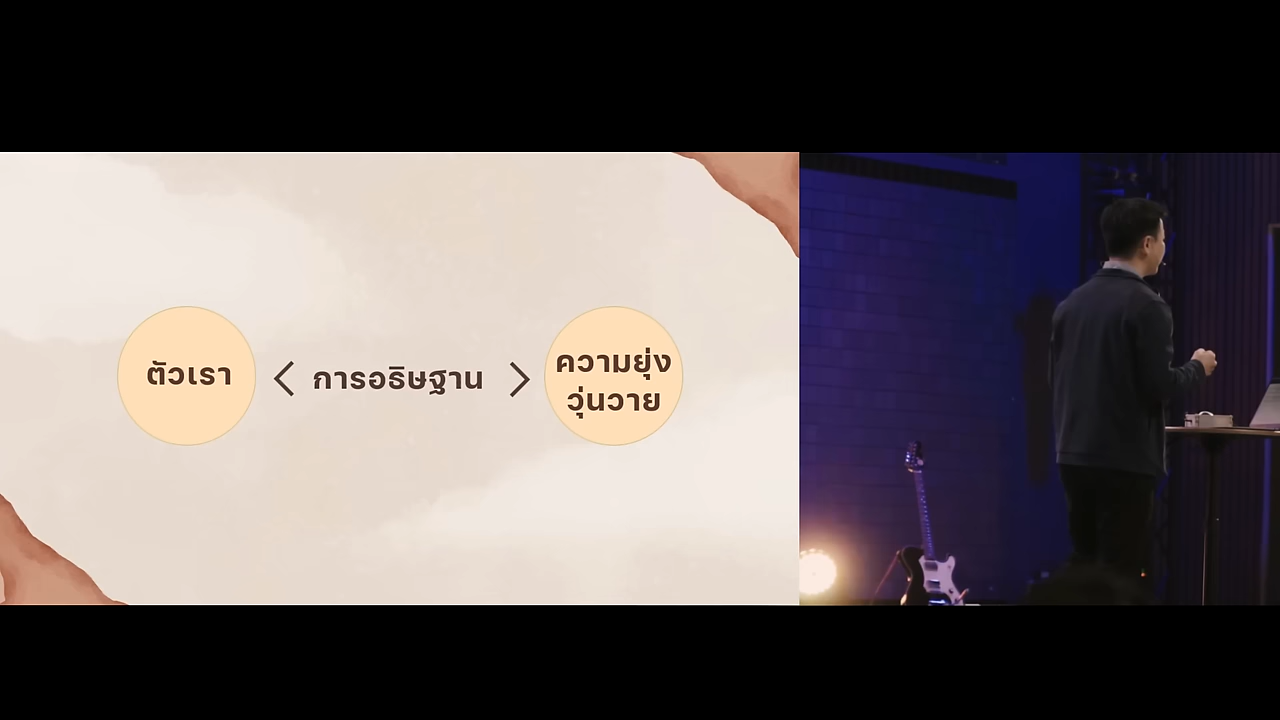 ตัวเรา
< การอธิษฐาน >
ความยุ่ง
วุ่นวาย